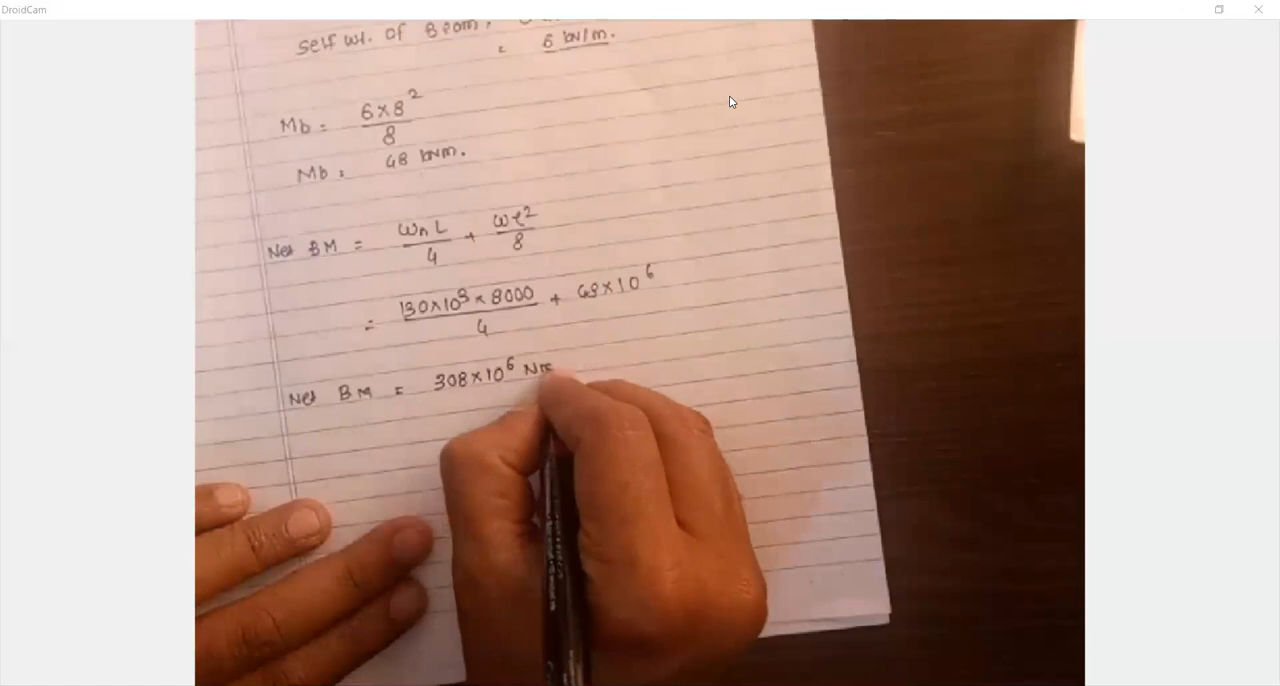 DroidCam
self wt. of Beam,
= 6 kN/m.
Mb = 6×8²/8
Mb = 48 kNm.
Net BM = WnL/4 + wl²/8
= 130×10³×8000/4 + 48×10⁶
Net BM = 308×10⁶